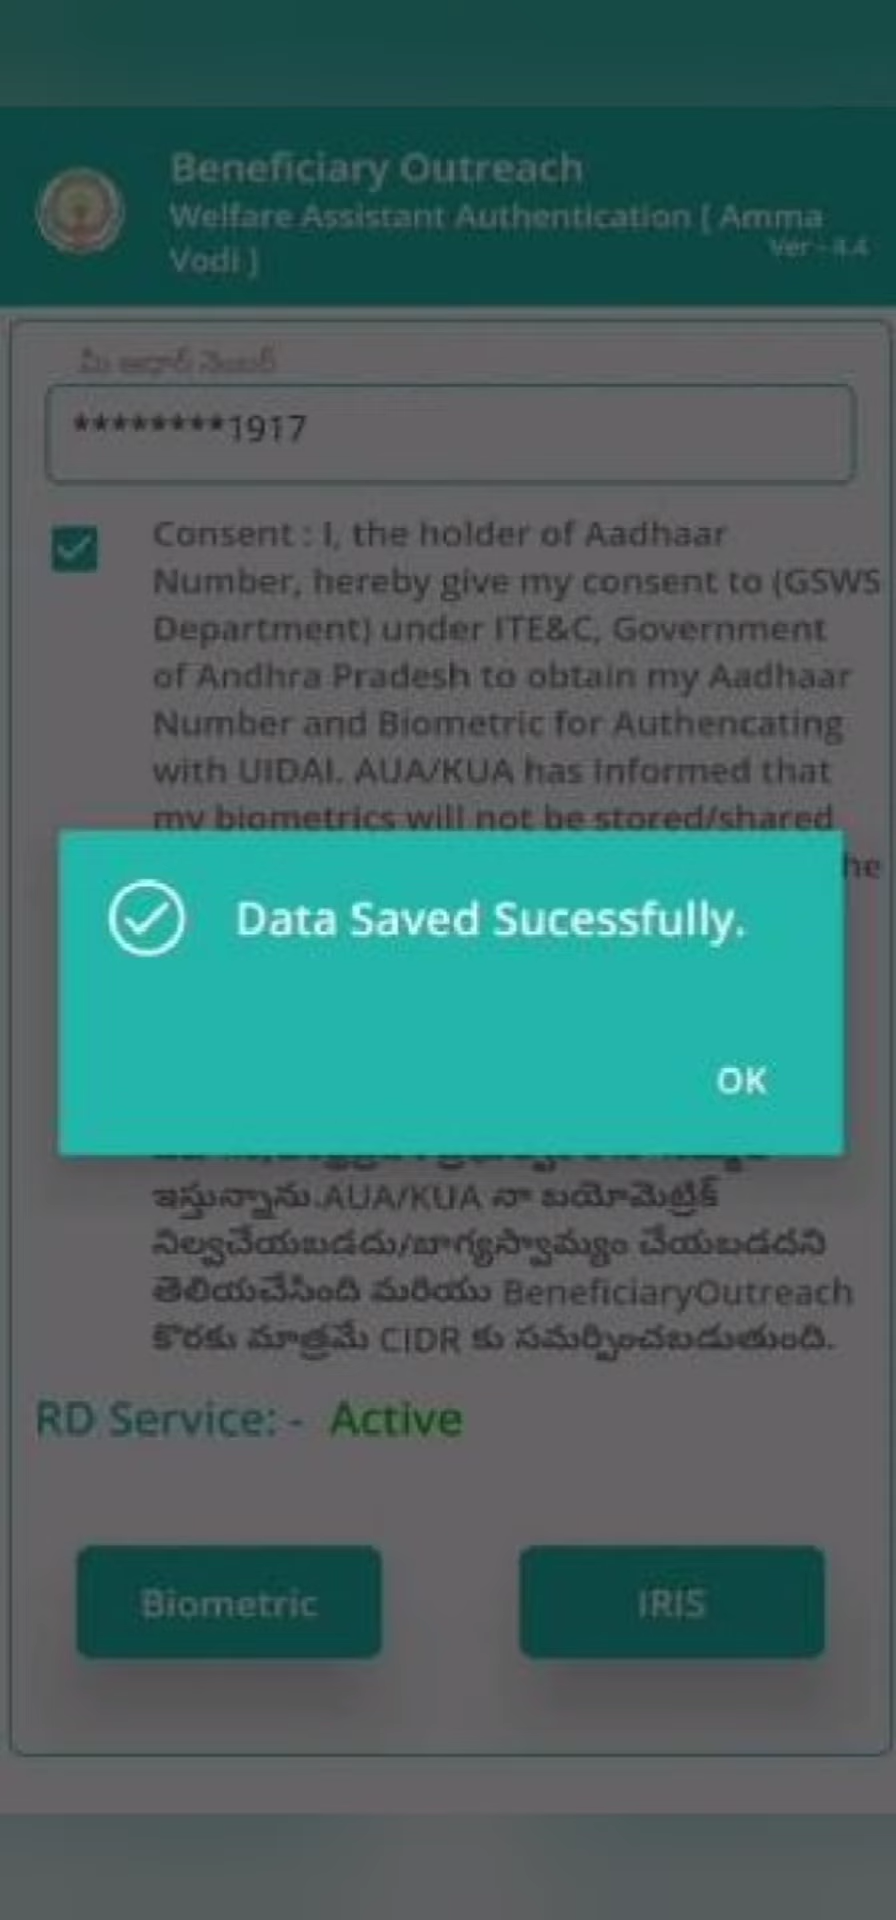 Beneficiary Outreach
Welfare Assistant Authentication ( Amma
Vodi )
Ver - 4.4
మీ ఆధార్ నెంబర్
********1917
Consent : I, the holder of Aadhaar
Number, hereby give my consent to (GSWS
Department) under ITE&C, Government
of Andhra Pradesh to obtain my Aadhaar
Number and Biometric for Authencating
with UIDAI. AUA/KUA has informed that
my biometrics will not be stored/shared
he
Data Saved Sucessfully.
OK
ఇస్తున్నాను.AUA/KUA నా బయోమెట్రిక్
నిల్వచేయబడదు/బాగ్యస్వామ్యం చేయబడదని
తెలియచేసింది మరియు BeneficiaryOutreach
కొరకు మాత్రమే CIDR కు సమర్పించబడుతుంది.
RD Service: - Active
Biometric
IRIS